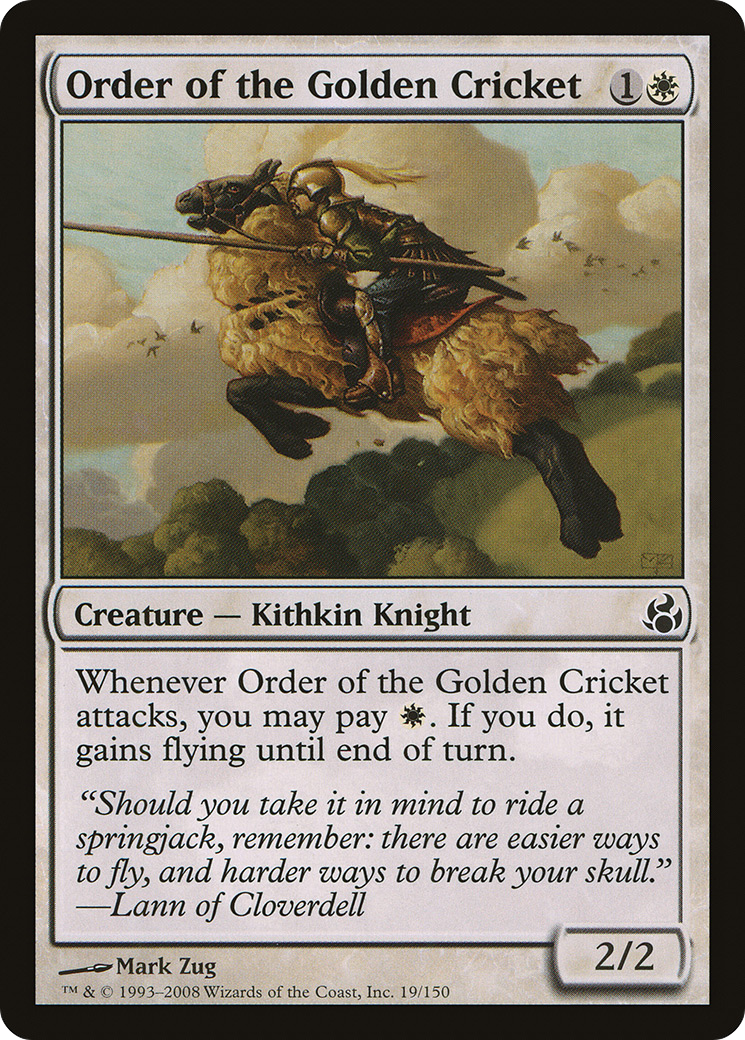 Order of the Golden Cricket 1
Creature — Kithkin Knight
Whenever Order of the Golden Cricket
attacks, you may pay . If you do, it
gains flying until end of turn.
“Should you take it in mind to ride a
springjack, remember: there are easier ways
to fly, and harder ways to break your skull.”
—Lann of Cloverdell
2/2
Mark Zug
™ & © 1993–2008 Wizards of the Coast, Inc. 19/150